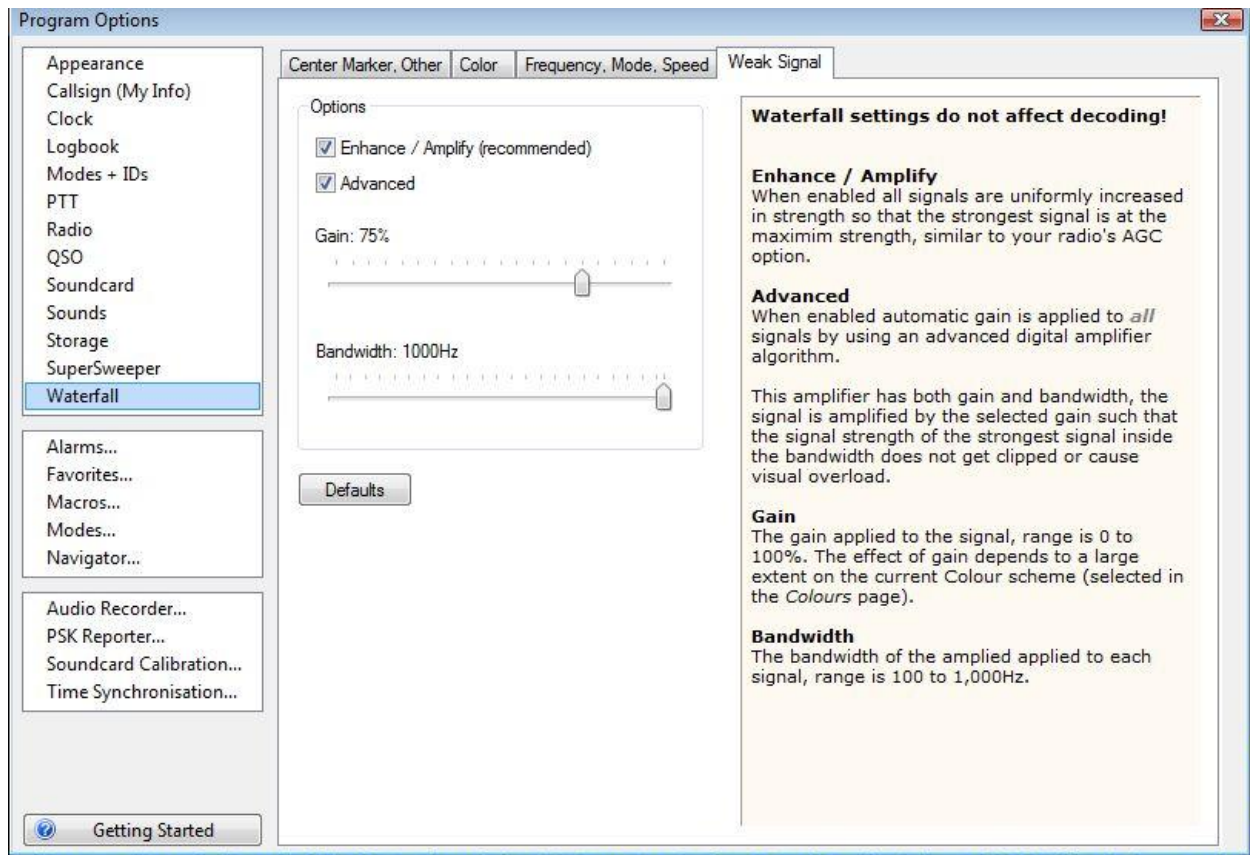 Program Options
Appearance
Callsign (My Info)
Clock
Logbook
Modes + IDs
PTT
Radio
QSO
Soundcard
Sounds
Storage
SuperSweeper
Waterfall
Alarms...
Favorites...
Macros...
Modes...
Navigator...
Audio Recorder...
PSK Reporter...
Soundcard Calibration...
Time Synchronisation...
Getting Started
Center Marker, Other
Color
Frequency, Mode, Speed
Weak Signal
Options
Enhance / Amplify (recommended)
Advanced
Gain: 75%
Bandwidth: 1000Hz
Defaults
Waterfall settings do not affect decoding!
Enhance / Amplify
When enabled all signals are uniformly increased
in strength so that the strongest signal is at the
maximim strength, similar to your radio's AGC
option.
Advanced
When enabled automatic gain is applied to all
signals by using an advanced digital amplifier
algorithm.
This amplifier has both gain and bandwidth, the
signal is amplified by the selected gain such that
the signal strength of the strongest signal inside
the bandwidth does not get clipped or cause
visual overload.
Gain
The gain applied to the signal, range is 0 to
100%. The effect of gain depends to a large
extent on the current Colour scheme (selected in
the Colours page).
Bandwidth
The bandwidth of the amplied applied to each
signal, range is 100 to 1,000Hz.